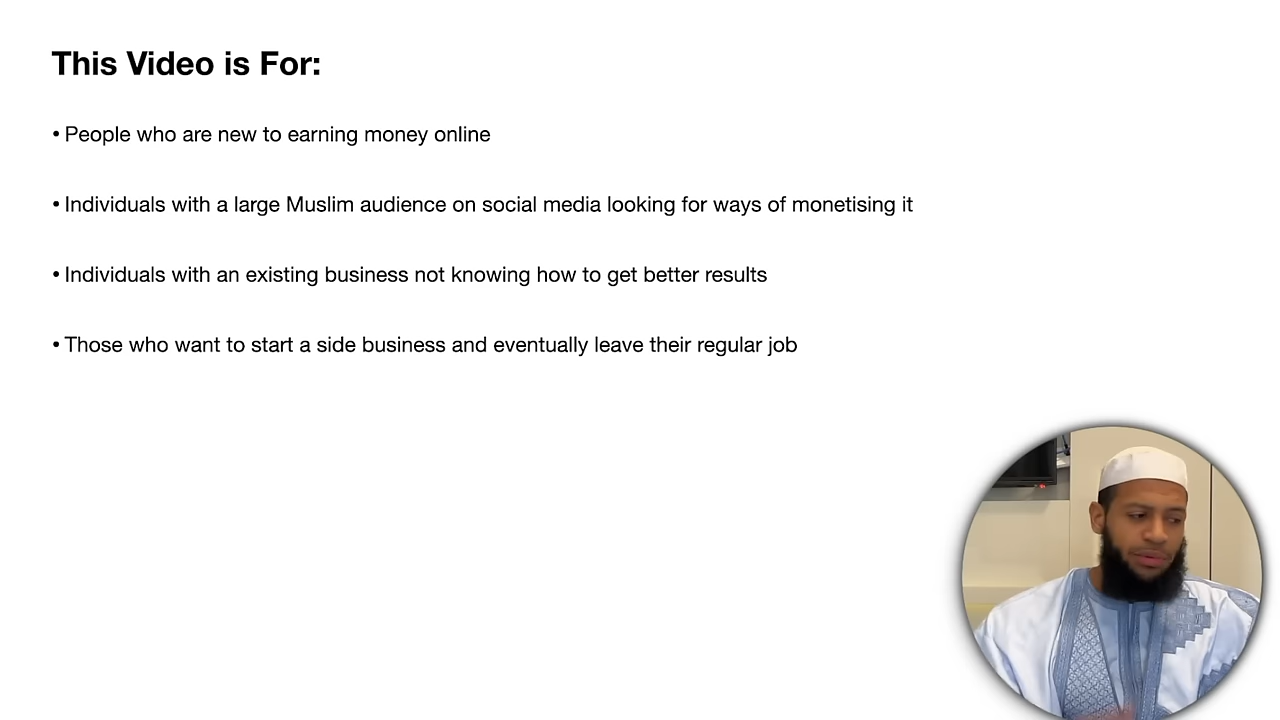 This Video is For:
• People who are new to earning money online
• Individuals with a large Muslim audience on social media looking for ways of monetising it
• Individuals with an existing business not knowing how to get better results
• Those who want to start a side business and eventually leave their regular job